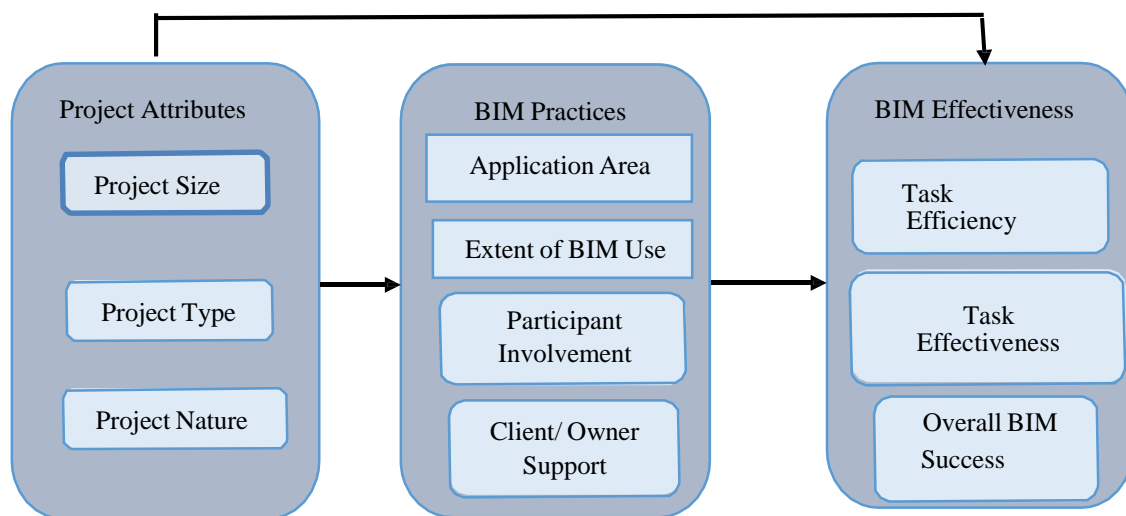 Project Attributes
Project Size
Project Type
Project Nature
BIM Practices
Application Area
Extent of BIM Use
Participant
Involvement
Client/ Owner
Support
BIM Effectiveness
Task
Efficiency
Task
Effectiveness
Overall BIM
Success